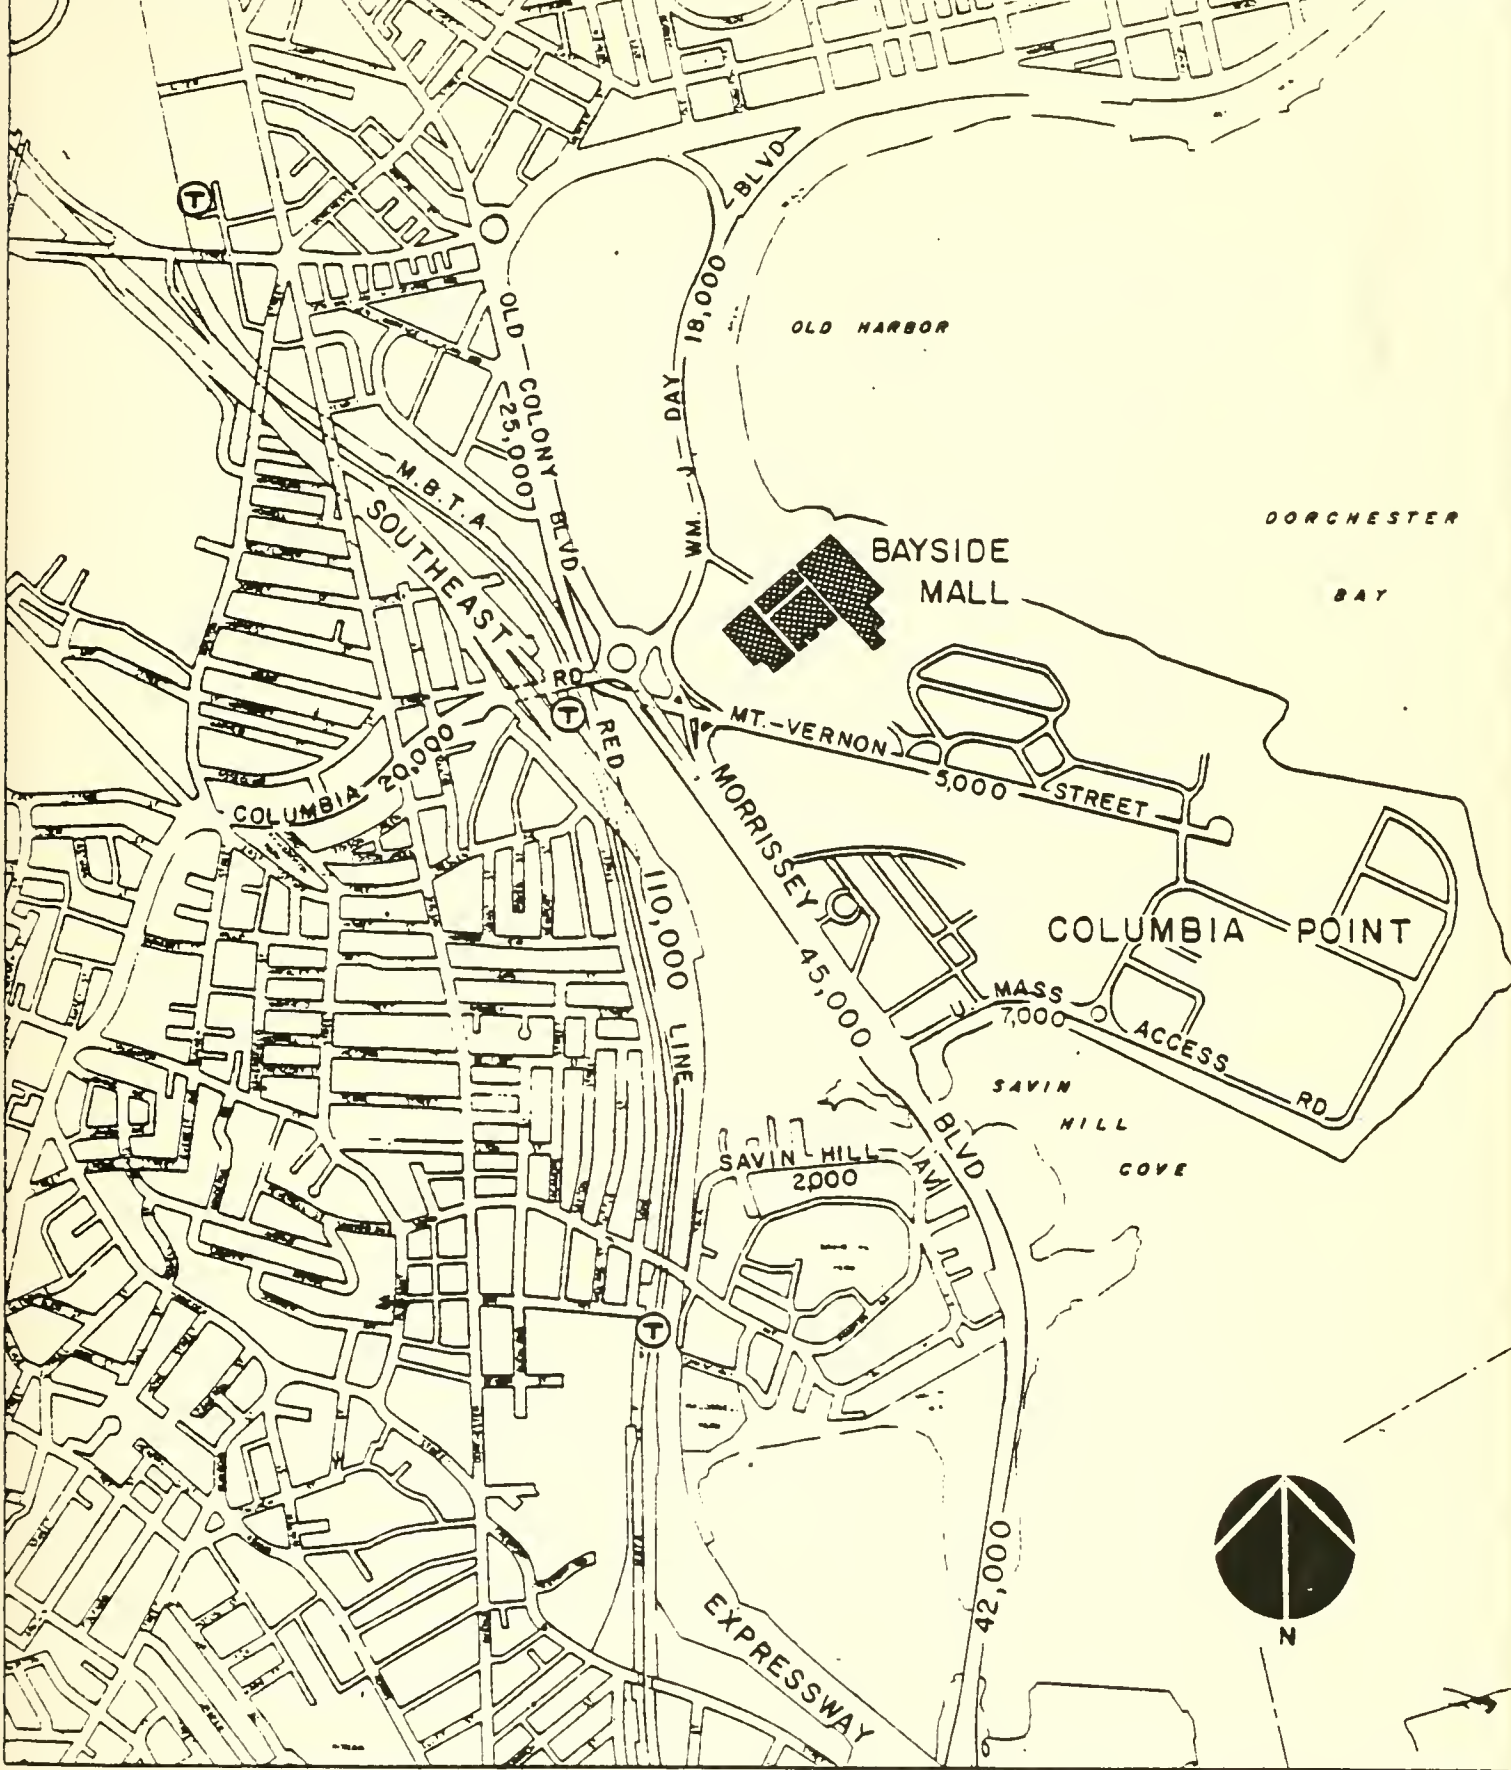 T
BLVD
18,000
DAY
WM. J.
OLD HARBOR
OLD COLONY BLVD
25,000
M.B.T.A
SOUTHEAST
BAYSIDE
MALL
DORCHESTER
BAY
RD
T
RED
MT. VERNON
5,000
STREET
COLUMBIA
20,000
MORRISSEY
45,000
110,000
LINE
COLUMBIA POINT
U. MASS
7,000
ACCESS
RD
SAVIN
HILL
COVE
BLVD
SAVIN HILL
AV
2,000
T
42,000
EXPRESSWAY
N